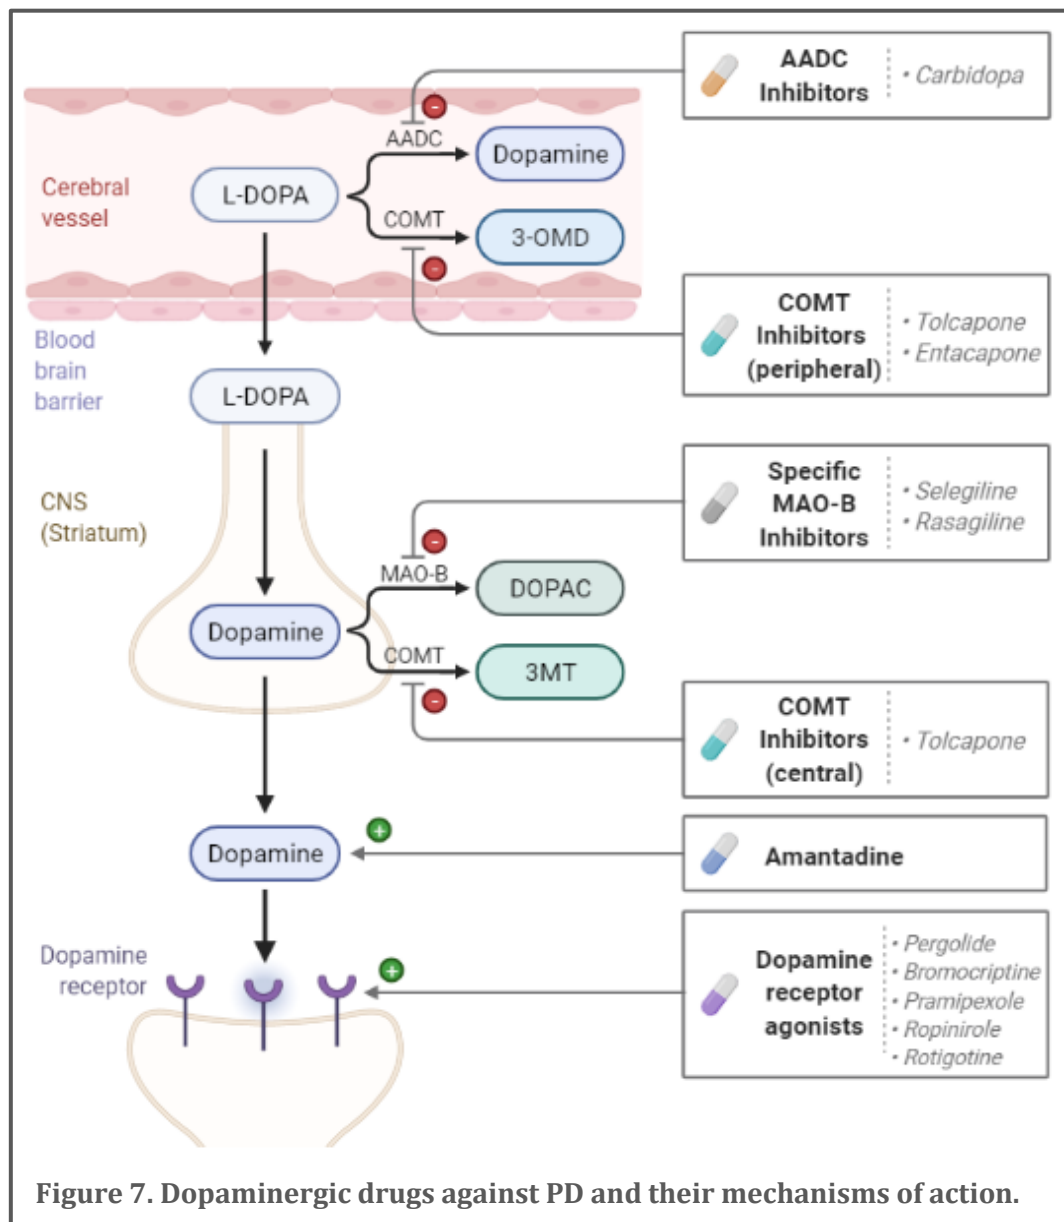 AADC
Inhibitors
• Carbidopa
-
AADC
Dopamine
Cerebral
vessel
L-DOPA
COMT
3-OMD
-
COMT
Inhibitors
(peripheral)
• Tolcapone
• Entacapone
Blood
brain
barrier
L-DOPA
CNS
(Striatum)
Specific
MAO-B
Inhibitors
• Selegiline
• Rasagiline
-
MAO-B
DOPAC
Dopamine
COMT
3MT
-
COMT
Inhibitors
(central)
• Tolcapone
Dopamine
+
Amantadine
Dopamine
receptor
+
Dopamine
receptor
agonists
• Pergolide
• Bromocriptine
• Pramipexole
• Ropinirole
• Rotigotine
Figure 7. Dopaminergic drugs against PD and their mechanisms of action.